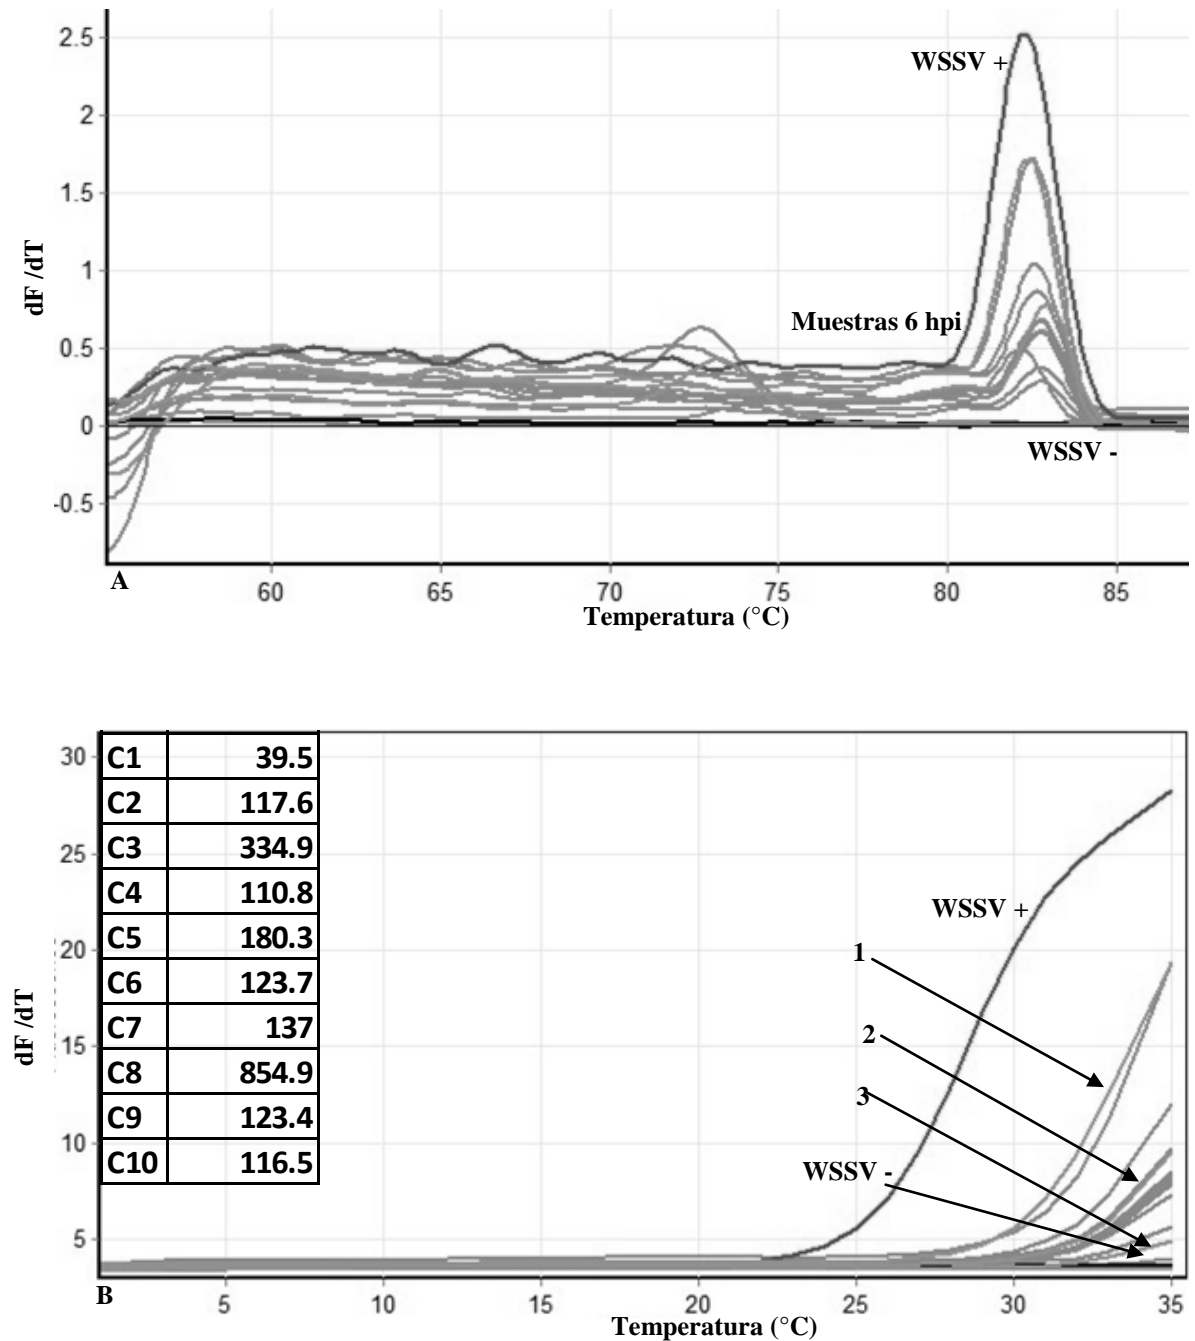 2.5
WSSV +
2
1.5
dF /dT
1
Muestras 6 hpi
0.5
0
WSSV -
-0.5
A
60
65
70
75
80
85
Temperatura (°C)
30
C1 39.5
C2 117.6
C3 334.9
25
C4 110.8
C5 180.3
WSSV +
20
C6 123.7
1
dF /dT
C7 137
15
2
C8 854.9
3
C9 123.4
10
C10 116.5
WSSV -
5
B
5
10
15
20
25
30
35
Temperatura (°C)